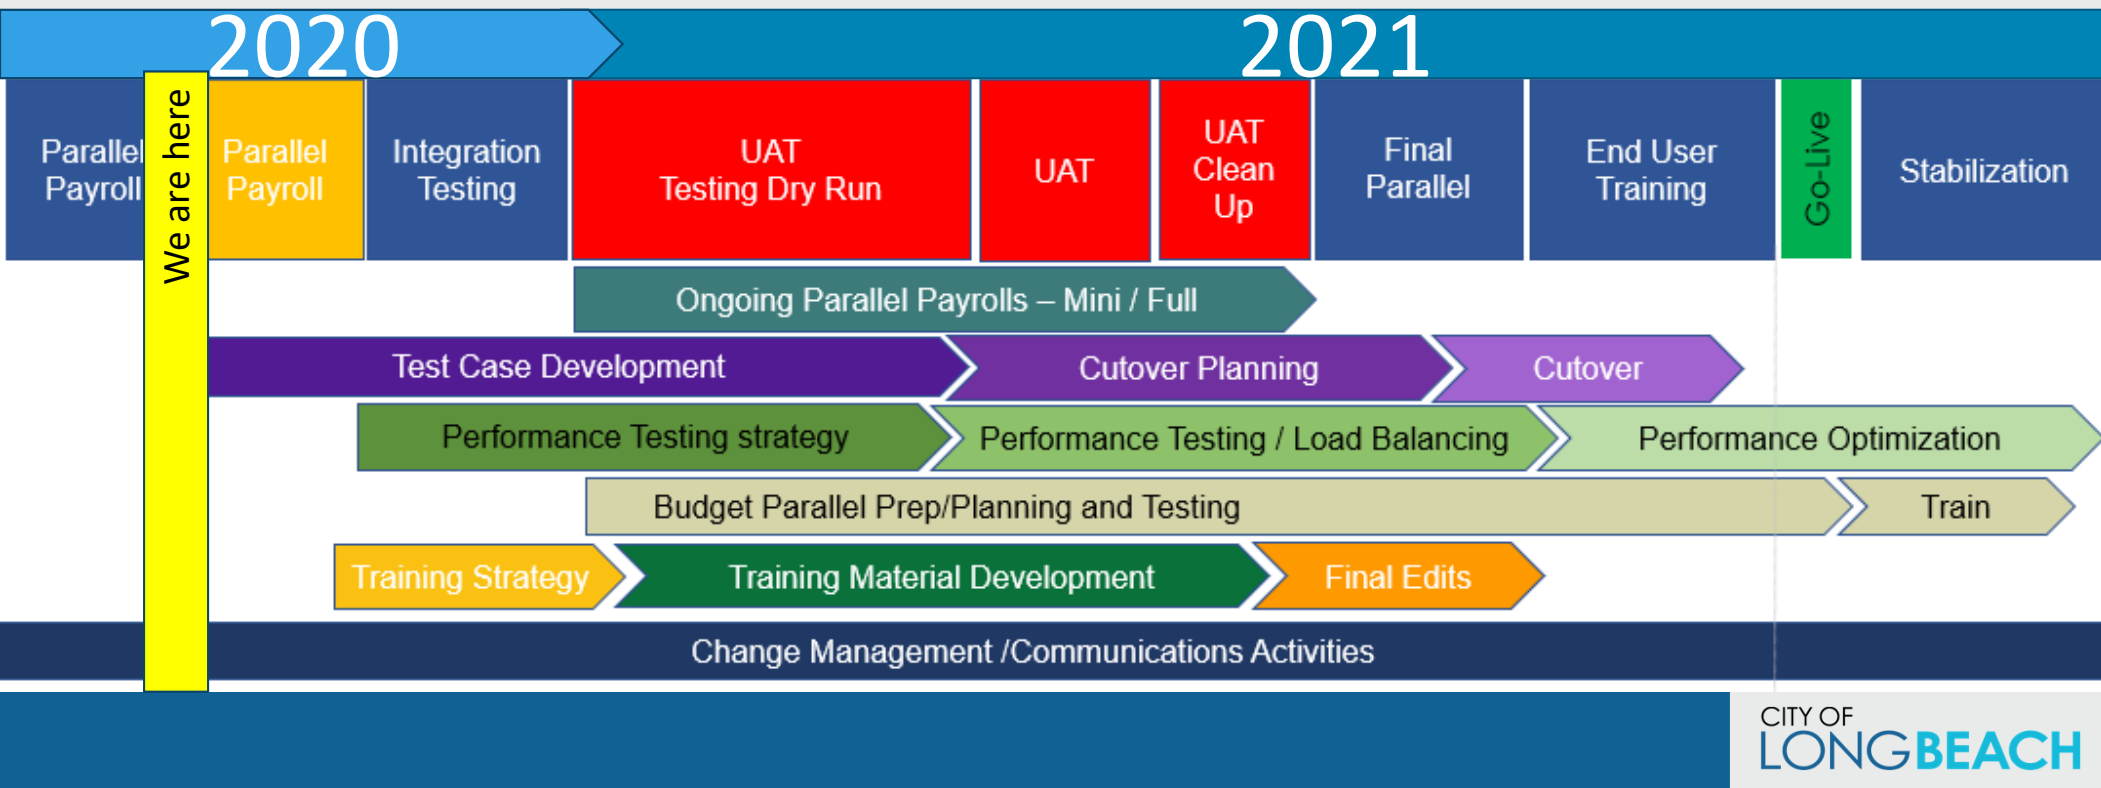 2020
2021
Parallel
Payroll
We are here
Parallel
Payroll
Integration
Testing
UAT
Testing Dry Run
UAT
UAT
Clean
Up
Final
Parallel
End User
Training
Go-Live
Stabilization
Ongoing Parallel Payrolls – Mini / Full
Test Case Development
Cutover Planning
Cutover
Performance Testing strategy
Performance Testing / Load Balancing
Performance Optimization
Budget Parallel Prep/Planning and Testing
Train
Training Strategy
Training Material Development
Final Edits
Change Management /Communications Activities
CITY OF
LONGBEACH